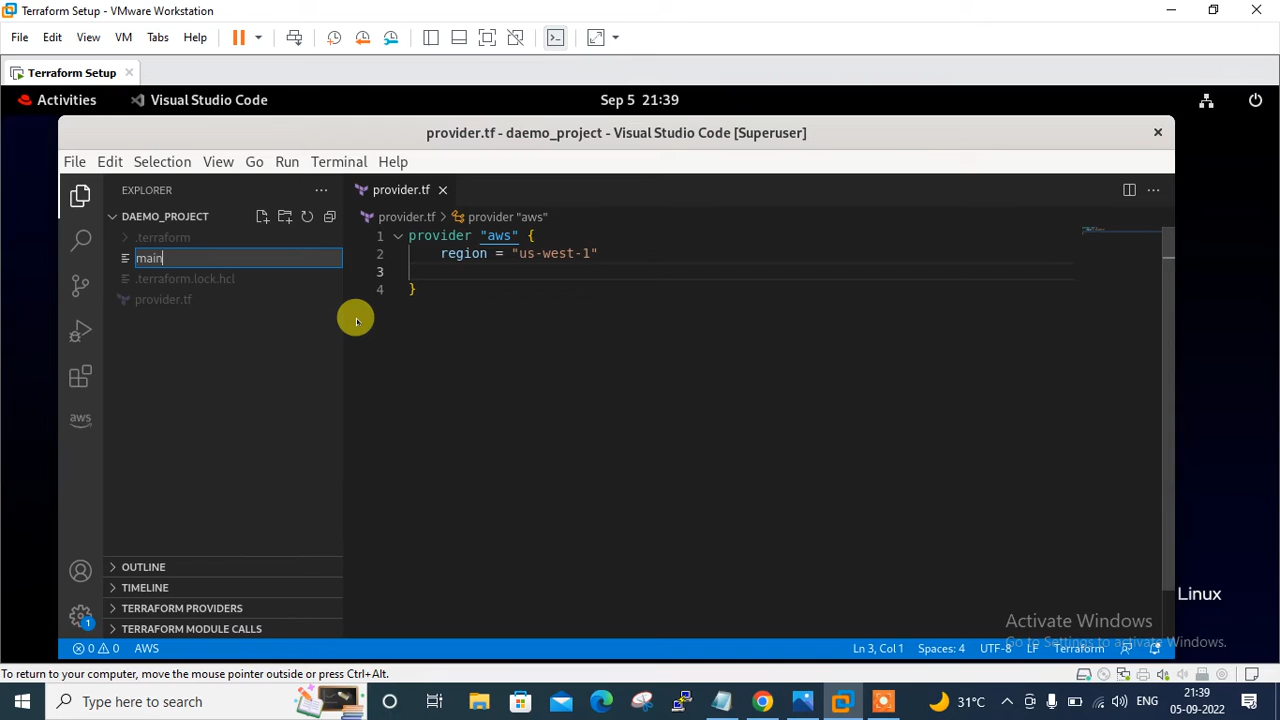 Terraform Setup - VMware Workstation
File Edit View VM Tabs Help
Terraform Setup
Activities Visual Studio Code Sep 5 21:39
provider.tf - daemo_project - Visual Studio Code [Superuser]
File Edit Selection View Go Run Terminal Help
EXPLORER
provider.tf
DAEMO_PROJECT
provider.tf > provider "aws"
.terraform
main
.terraform.lock.hcl
provider.tf
1 provider "aws" {
2 region = "us-west-1"
3
4 }
aws
OUTLINE
TIMELINE
TERRAFORM PROVIDERS
TERRAFORM MODULE CALLS
1
Linux
Activate Windows
Go to Settings to activate Windows.
0 0 AWS Ln 3, Col 1 Spaces: 4 UTF-8 LF Terraform
To return to your computer, move the mouse pointer outside or press Ctrl+Alt.
Type here to search
31°C ENG
21:39
05-09-2022